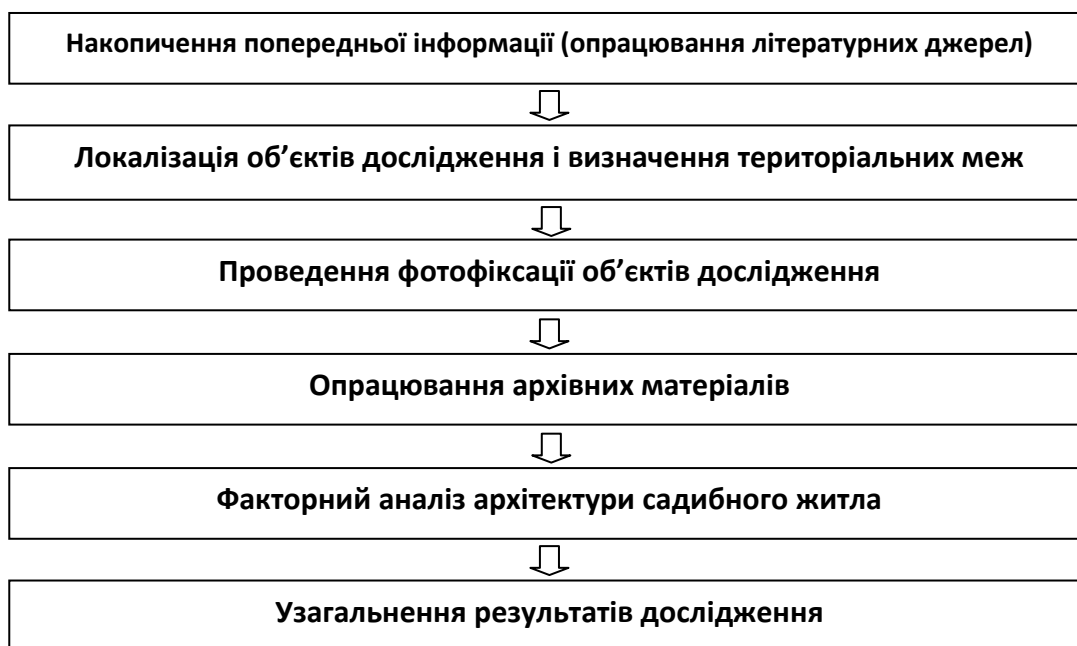 Накопичення попередньої інформації (опрацювання літературних джерел)
Локалізація об’єктів дослідження і визначення територіальних меж
Проведення фотофіксації об’єктів дослідження
Опрацювання архівних матеріалів
Факторний аналіз архітектури садибного житла
Узагальнення результатів дослідження